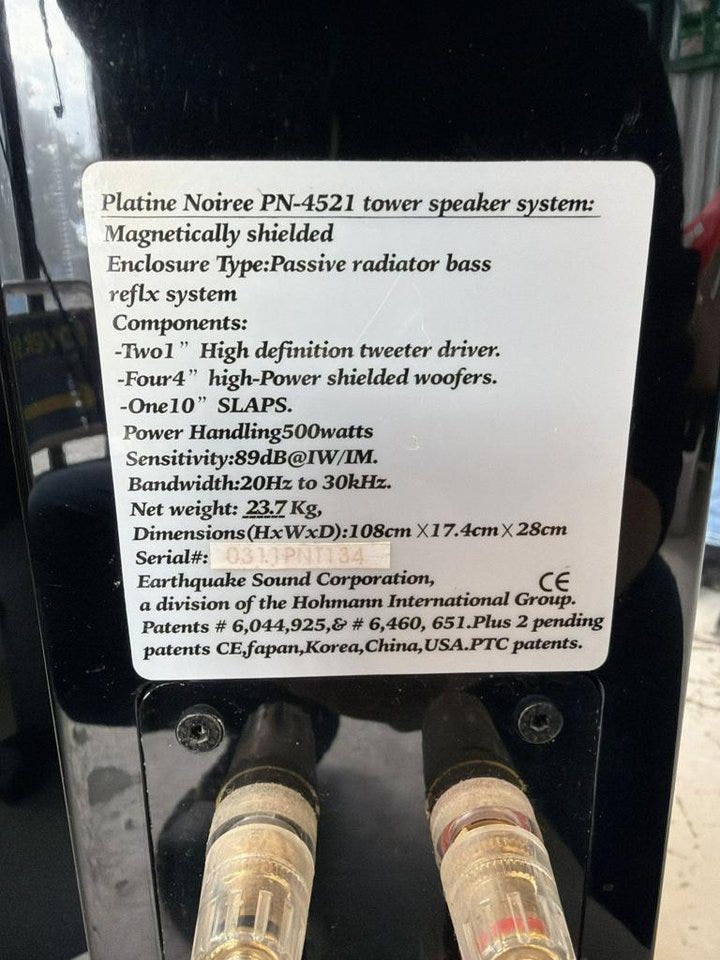 Platine Noiree PN-4521 tower speaker system:
Magnetically shielded
Enclosure Type:Passive radiator bass
reflx system
Components:
-Two1” High definition tweeter driver.
-Four4” high-Power shielded woofers.
-One10” SLAPS.
Power Handling500watts
Sensitivity:89dB@IW/IM.
Bandwidth:20Hz to 30kHz.
Net weight: 23.7 Kg,
Dimensions(HxWxD):108cm X17.4cmX28cm
Serial#:
Earthquake Sound Corporation, CE
a division of the Hohmann International Group.
Patents # 6,044,925,& # 6,460, 651.Plus 2 pending
patents CE,fapan,Korea,China,USA.PTC patents.